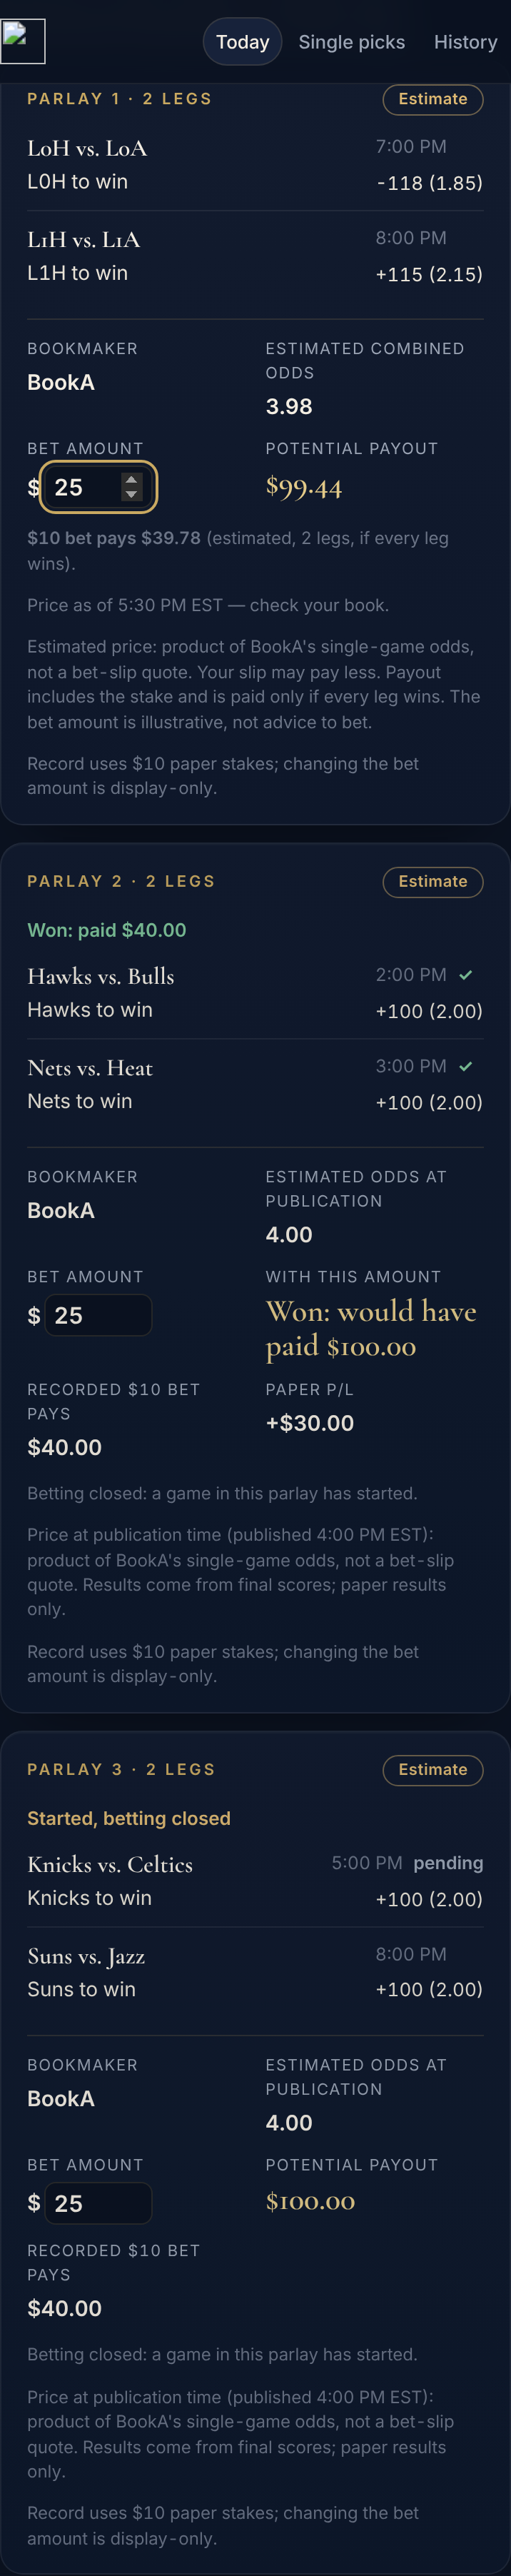 Today Single picks History
PARLAY 1 · 2 LEGS Estimate
LoH vs. LoA 7:00 PM
L0H to win -118 (1.85)
L1H vs. L1A 8:00 PM
L1H to win +115 (2.15)
BOOKMAKER
BookA
ESTIMATED COMBINED
ODDS
3.98
BET AMOUNT
$ 25
POTENTIAL PAYOUT
$99.44
$10 bet pays $39.78 (estimated, 2 legs, if every leg
wins).
Price as of 5:30 PM EST — check your book.
Estimated price: product of BookA's single-game odds,
not a bet-slip quote. Your slip may pay less. Payout
includes the stake and is paid only if every leg wins. The
bet amount is illustrative, not advice to bet.
Record uses $10 paper stakes; changing the bet
amount is display-only.
PARLAY 2 · 2 LEGS Estimate
Won: paid $40.00
Hawks vs. Bulls 2:00 PM ✓
Hawks to win +100 (2.00)
Nets vs. Heat 3:00 PM ✓
Nets to win +100 (2.00)
BOOKMAKER
BookA
ESTIMATED ODDS AT
PUBLICATION
4.00
BET AMOUNT
$ 25
WITH THIS AMOUNT
Won: would have
paid $100.00
RECORDED $10 BET
PAYS
$40.00
PAPER P/L
+$30.00
Betting closed: a game in this parlay has started.
Price at publication time (published 4:00 PM EST):
product of BookA's single-game odds, not a bet-slip
quote. Results come from final scores; paper results
only.
Record uses $10 paper stakes; changing the bet
amount is display-only.
PARLAY 3 · 2 LEGS Estimate
Started, betting closed
Knicks vs. Celtics 5:00 PM pending
Knicks to win +100 (2.00)
Suns vs. Jazz 8:00 PM
Suns to win +100 (2.00)
BOOKMAKER
BookA
ESTIMATED ODDS AT
PUBLICATION
4.00
BET AMOUNT
$ 25
POTENTIAL PAYOUT
$100.00
RECORDED $10 BET
PAYS
$40.00
Betting closed: a game in this parlay has started.
Price at publication time (published 4:00 PM EST):
product of BookA's single-game odds, not a bet-slip
quote. Results come from final scores; paper results
only.
Record uses $10 paper stakes; changing the bet
amount is display-only.